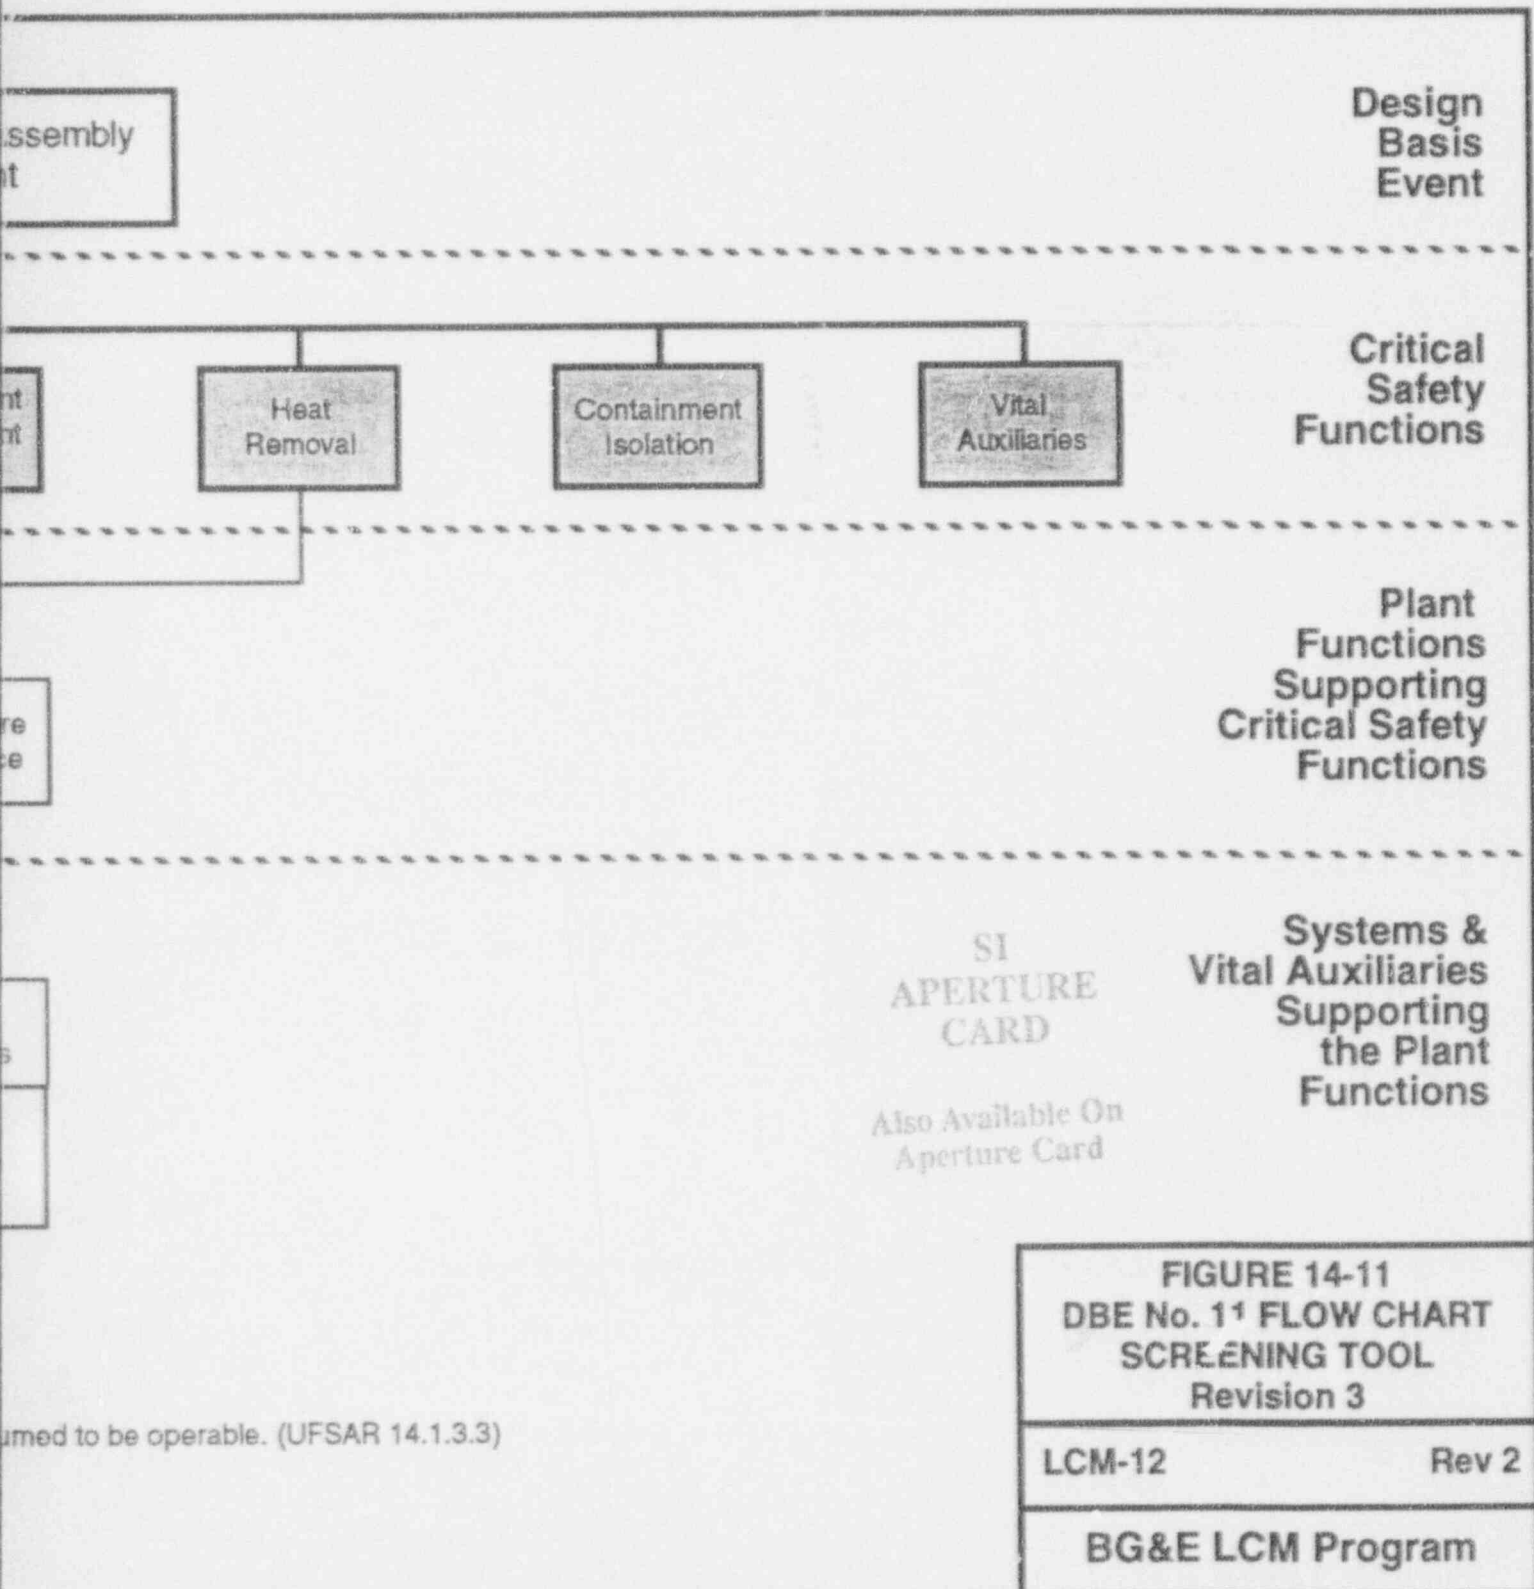 Design
Basis
Event
ssembly
Critical
Safety
Functions
Heat
Removal
Containment
Isolation
Vital
Auxiliaries
nt
nt
Plant
Functions
Supporting
Critical Safety
Functions
re
ce
Systems &
Vital Auxiliaries
Supporting
the Plant
Functions
s
SI
APERTURE
CARD
Also Available On
Aperture Card
umed to be operable. (UFSAR 14.1.3.3)
FIGURE 14-11
DBE No. 11 FLOW CHART
SCREENING TOOL
Revision 3
LCM-12 Rev 2
BG&E LCM Program